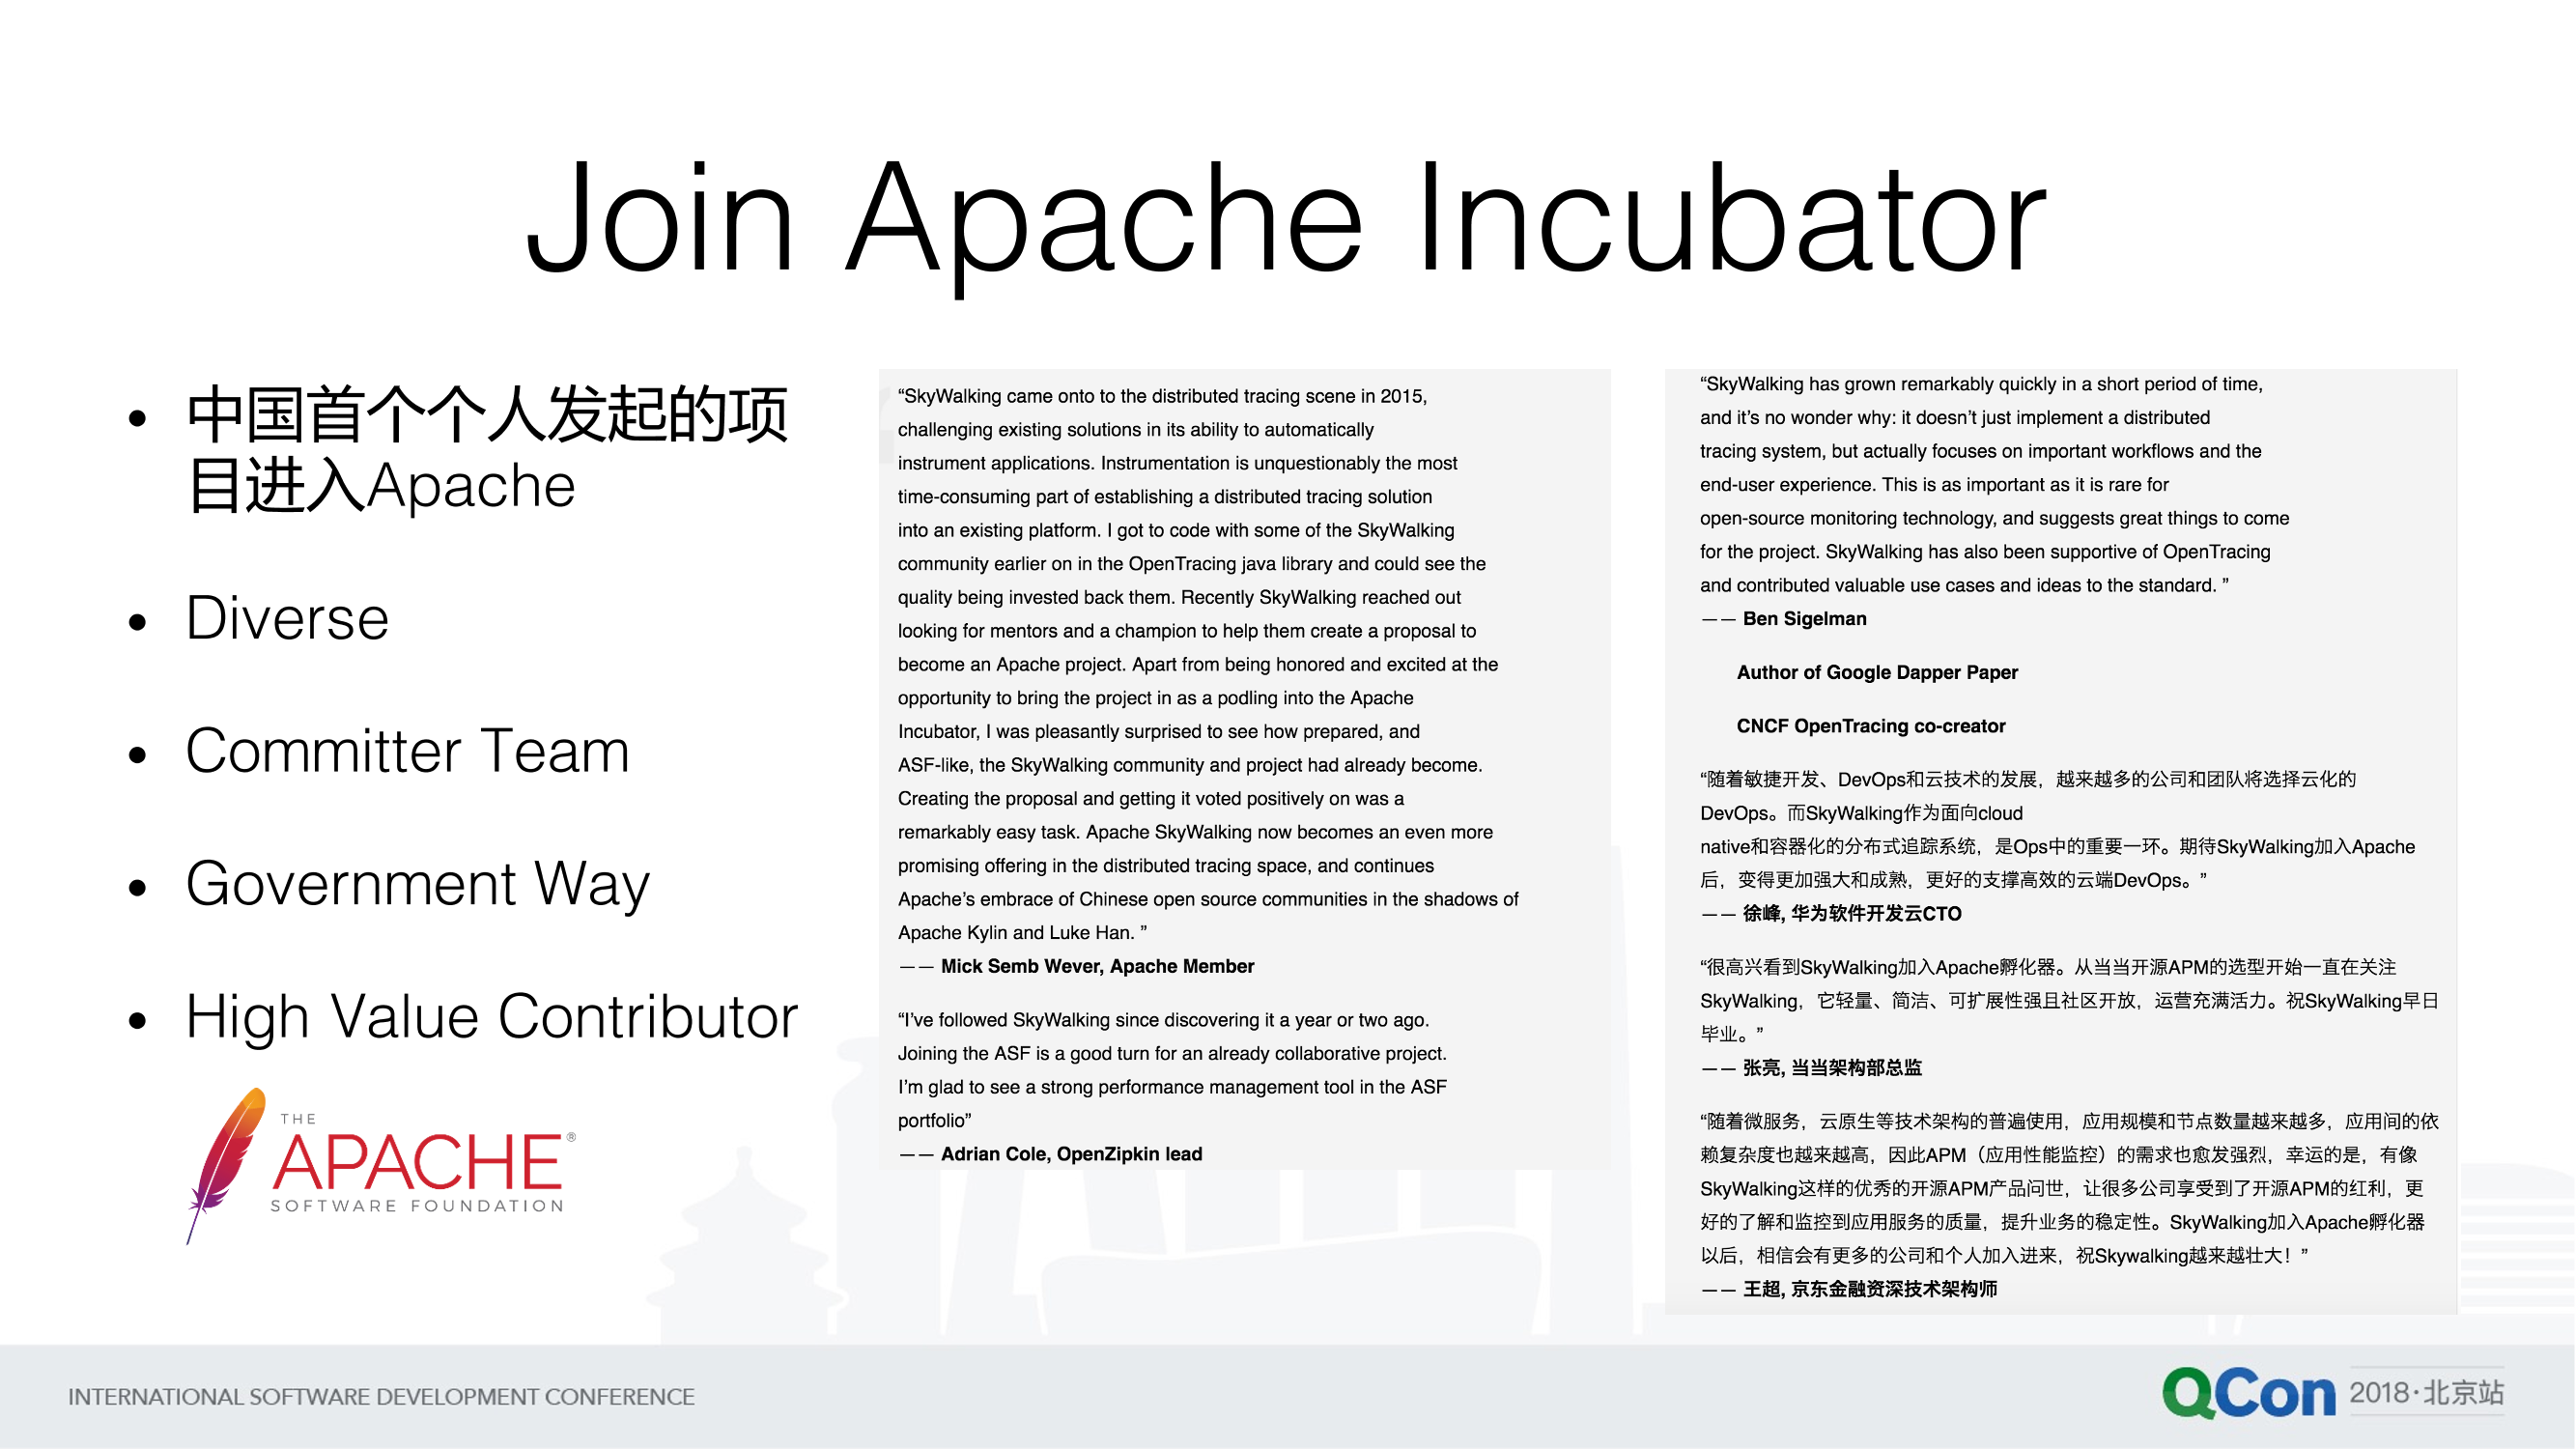 Join Apache Incubator
• 中国首个个人发起的项
目进入Apache
• Diverse
• Committer Team
• Government Way
• High Value Contributor
THE
APACHE®
SOFTWARE FOUNDATION
“SkyWalking came onto to the distributed tracing scene in 2015,
challenging existing solutions in its ability to automatically
instrument applications. Instrumentation is unquestionably the most
time-consuming part of establishing a distributed tracing solution
into an existing platform. I got to code with some of the SkyWalking
community earlier on in the OpenTracing java library and could see the
quality being invested back them. Recently SkyWalking reached out
looking for mentors and a champion to help them create a proposal to
become an Apache project. Apart from being honored and excited at the
opportunity to bring the project in as a podling into the Apache
Incubator, I was pleasantly surprised to see how prepared, and
ASF-like, the SkyWalking community and project had already become.
Creating the proposal and getting it voted positively on was a
remarkably easy task. Apache SkyWalking now becomes an even more
promising offering in the distributed tracing space, and continues
Apache’s embrace of Chinese open source communities in the shadows of
Apache Kylin and Luke Han. ”
—— Mick Semb Wever, Apache Member
“I’ve followed SkyWalking since discovering it a year or two ago.
Joining the ASF is a good turn for an already collaborative project.
I’m glad to see a strong performance management tool in the ASF
portfolio”
—— Adrian Cole, OpenZipkin lead
“SkyWalking has grown remarkably quickly in a short period of time,
and it’s no wonder why: it doesn’t just implement a distributed
tracing system, but actually focuses on important workflows and the
end-user experience. This is as important as it is rare for
open-source monitoring technology, and suggests great things to come
for the project. SkyWalking has also been supportive of OpenTracing
and contributed valuable use cases and ideas to the standard. ”
—— Ben Sigelman
Author of Google Dapper Paper
CNCF OpenTracing co-creator
“随着敏捷开发、DevOps和云技术的发展，越来越多的公司和团队将选择云化的
DevOps。而SkyWalking作为面向cloud
native和容器化的分布式追踪系统，是Ops中的重要一环。期待SkyWalking加入Apache
后，变得更加强大和成熟，更好的支撑高效的云端DevOps。”
—— 徐峰, 华为软件开发云CTO
“很高兴看到SkyWalking加入Apache孵化器。从当当开源APM的选型开始一直在关注
SkyWalking，它轻量、简洁、可扩展性强且社区开放，运营充满活力。祝SkyWalking早日
毕业。”
—— 张亮, 当当架构部总监
“随着微服务，云原生等技术架构的普遍使用，应用规模和节点数量越来越多，应用间的依
赖复杂度也越来越高，因此APM（应用性能监控）的需求也愈发强烈，幸运的是，有像
SkyWalking这样的优秀的开源APM产品问世，让很多公司享受到了开源APM的红利，更
好的了解和监控到应用服务的质量，提升业务的稳定性。SkyWalking加入Apache孵化器
以后，相信会有更多的公司和个人加入进来，祝Skywalking越来越壮大！”
—— 王超, 京东金融资深技术架构师
INTERNATIONAL SOFTWARE DEVELOPMENT CONFERENCE
QCon 2018·北京站